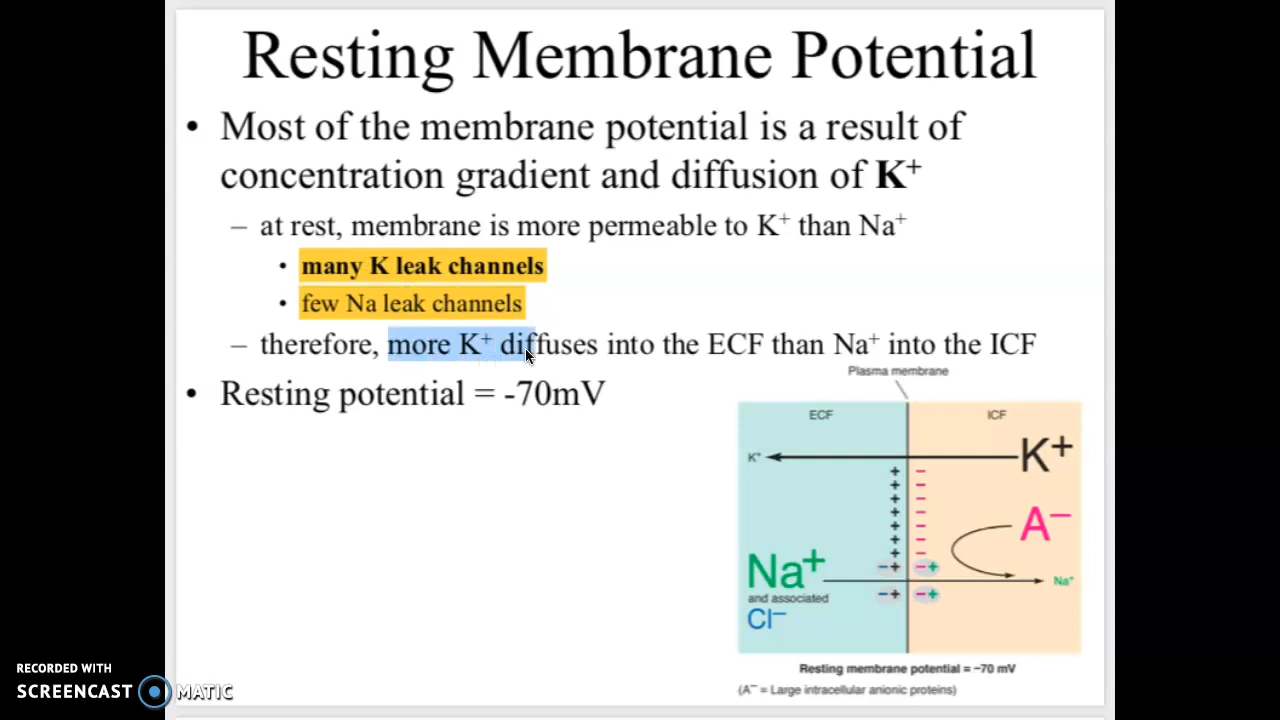 Resting Membrane Potential
• Most of the membrane potential is a result of
concentration gradient and diffusion of K⁺
– at rest, membrane is more permeable to K⁺ than Na⁺
• many K leak channels
• few Na leak channels
– therefore, more K⁺ diffuses into the ECF than Na⁺ into the ICF
• Resting potential = -70mV
Plasma membrane
ECF
ICF
K⁺
K⁺
A⁻
Na⁺
Na⁺
and associated
Cl⁻
Resting membrane potential = −70 mV
(A⁻ = Large intracellular anionic proteins)
RECORDED WITH
SCREENCAST MATIC